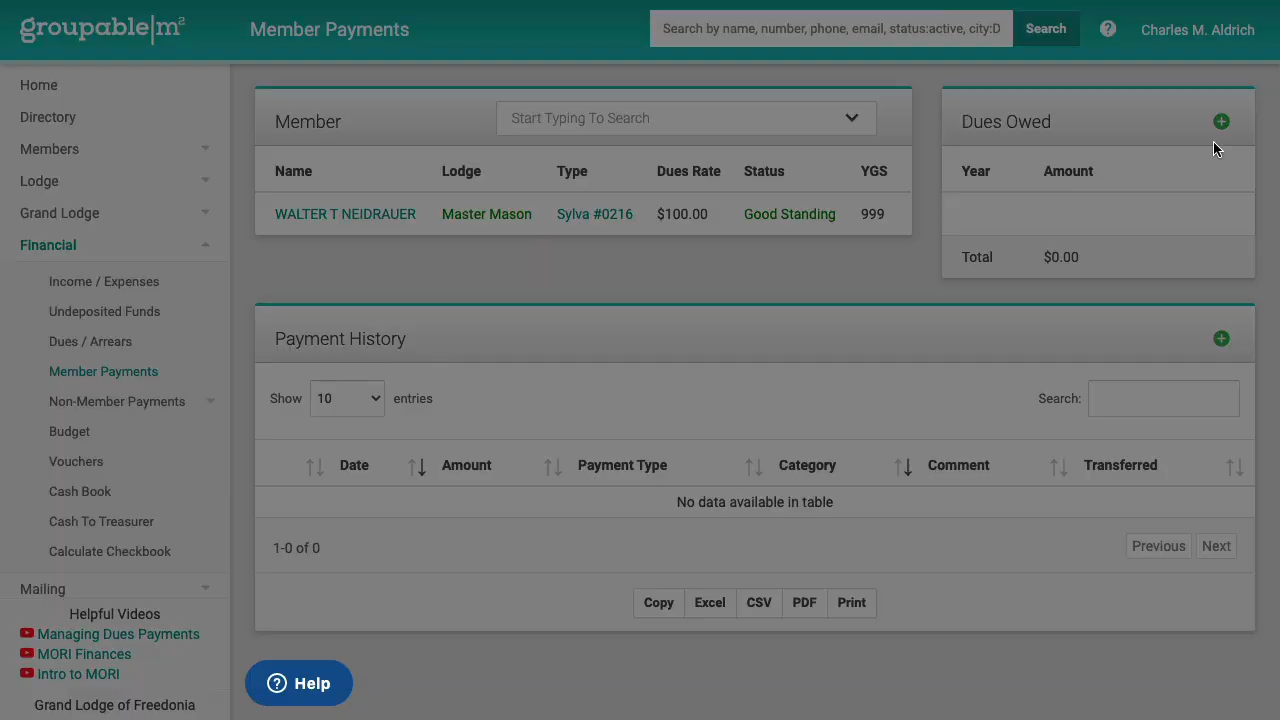 groupable|m²
Member Payments
Search by name, number, phone, email, status:active, city:D
Search
Charles M. Aldrich
Home
Directory
Members
Lodge
Grand Lodge
Financial
Income / Expenses
Undeposited Funds
Dues / Arrears
Member Payments
Non-Member Payments
Budget
Vouchers
Cash Book
Cash To Treasurer
Calculate Checkbook
Mailing
Helpful Videos
Managing Dues Payments
MORI Finances
Intro to MORI
Grand Lodge of Freedonia
Member
Start Typing To Search
Name Lodge Type Dues Rate Status YGS
WALTER T NEIDRAUER Master Mason Sylva #0216 $100.00 Good Standing 999
Dues Owed
Year Amount
Total $0.00
Payment History
Show 10 entries
Search:
Date Amount Payment Type Category Comment Transferred
No data available in table
1-0 of 0
Previous Next
Copy Excel CSV PDF Print
Help